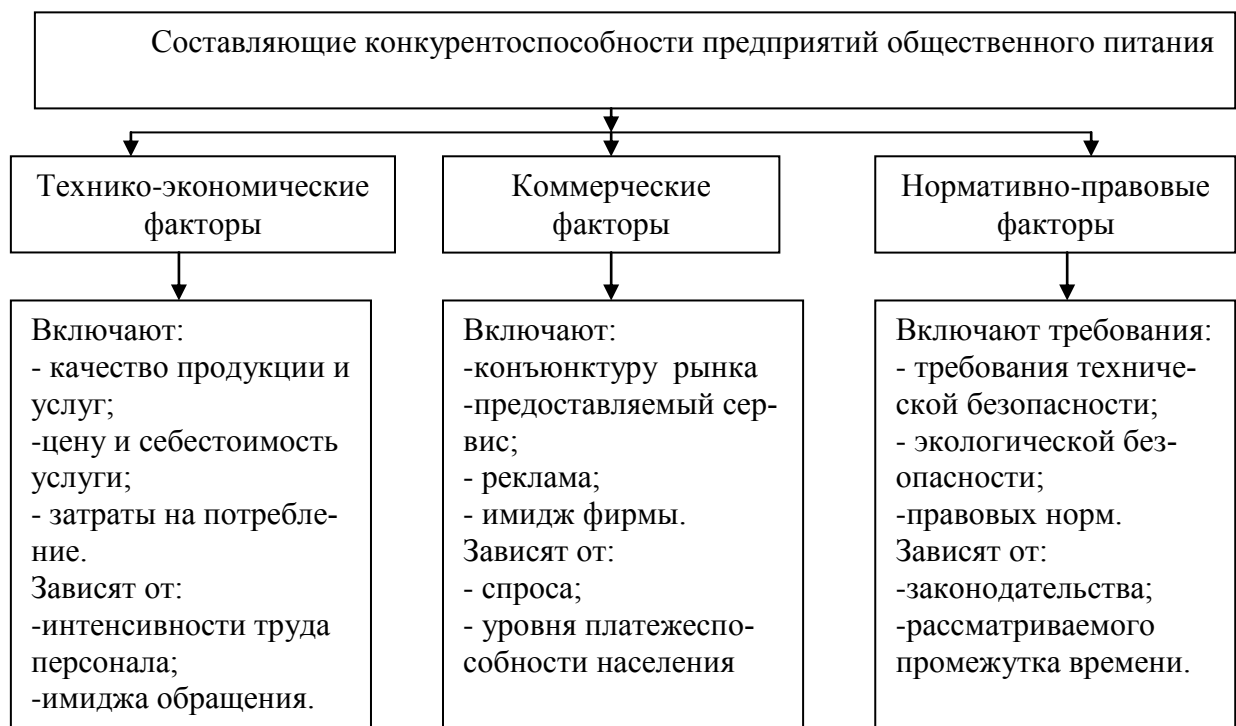 Составляющие конкурентоспособности предприятий общественного питания
Технико-экономические
факторы
Коммерческие
факторы
Нормативно-правовые
факторы
Включают:
- качество продукции и
услуг;
-цену и себестоимость
услуги;
- затраты на потребле-
ние.
Зависят от:
-интенсивности труда
персонала;
-имиджа обращения.
Включают:
-конъюнктуру рынка
-предоставляемый сер-
вис;
- реклама;
- имидж фирмы.
Зависят от:
- спроса;
- уровня платежеспо-
собности населения
Включают требования:
- требования техниче-
ской безопасности;
- экологической без-
опасности;
-правовых норм.
Зависят от:
-законодательства;
-рассматриваемого
промежутка времени.